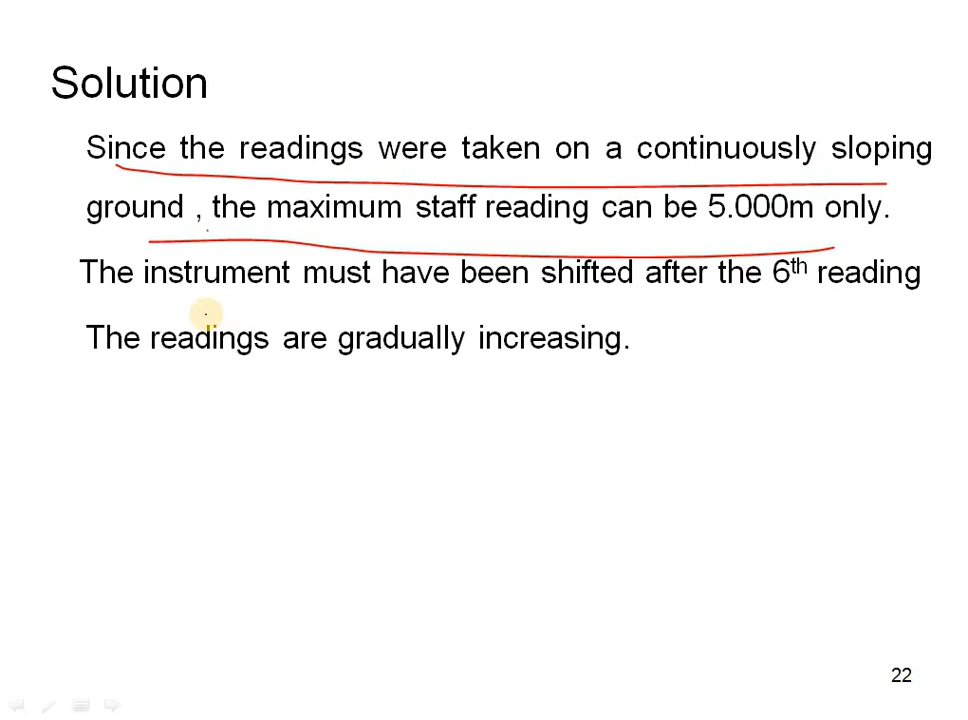 Solution
Since the readings were taken on a continuously sloping
ground , the maximum staff reading can be 5.000m only.
The instrument must have been shifted after the 6th reading
The readings are gradually increasing.
22